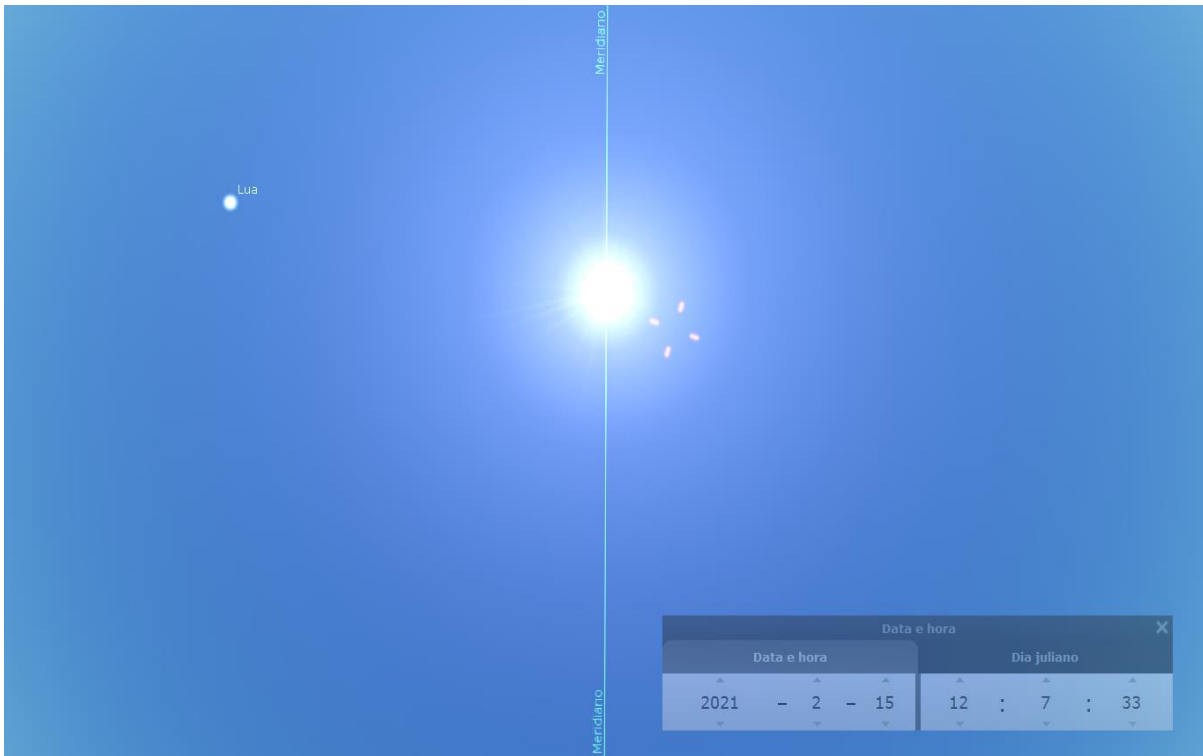 Meridiano
Lua
Meridiano
Data e hora ×
Data e hora Dia juliano
2021 - 2 - 15 12 : 7 : 33